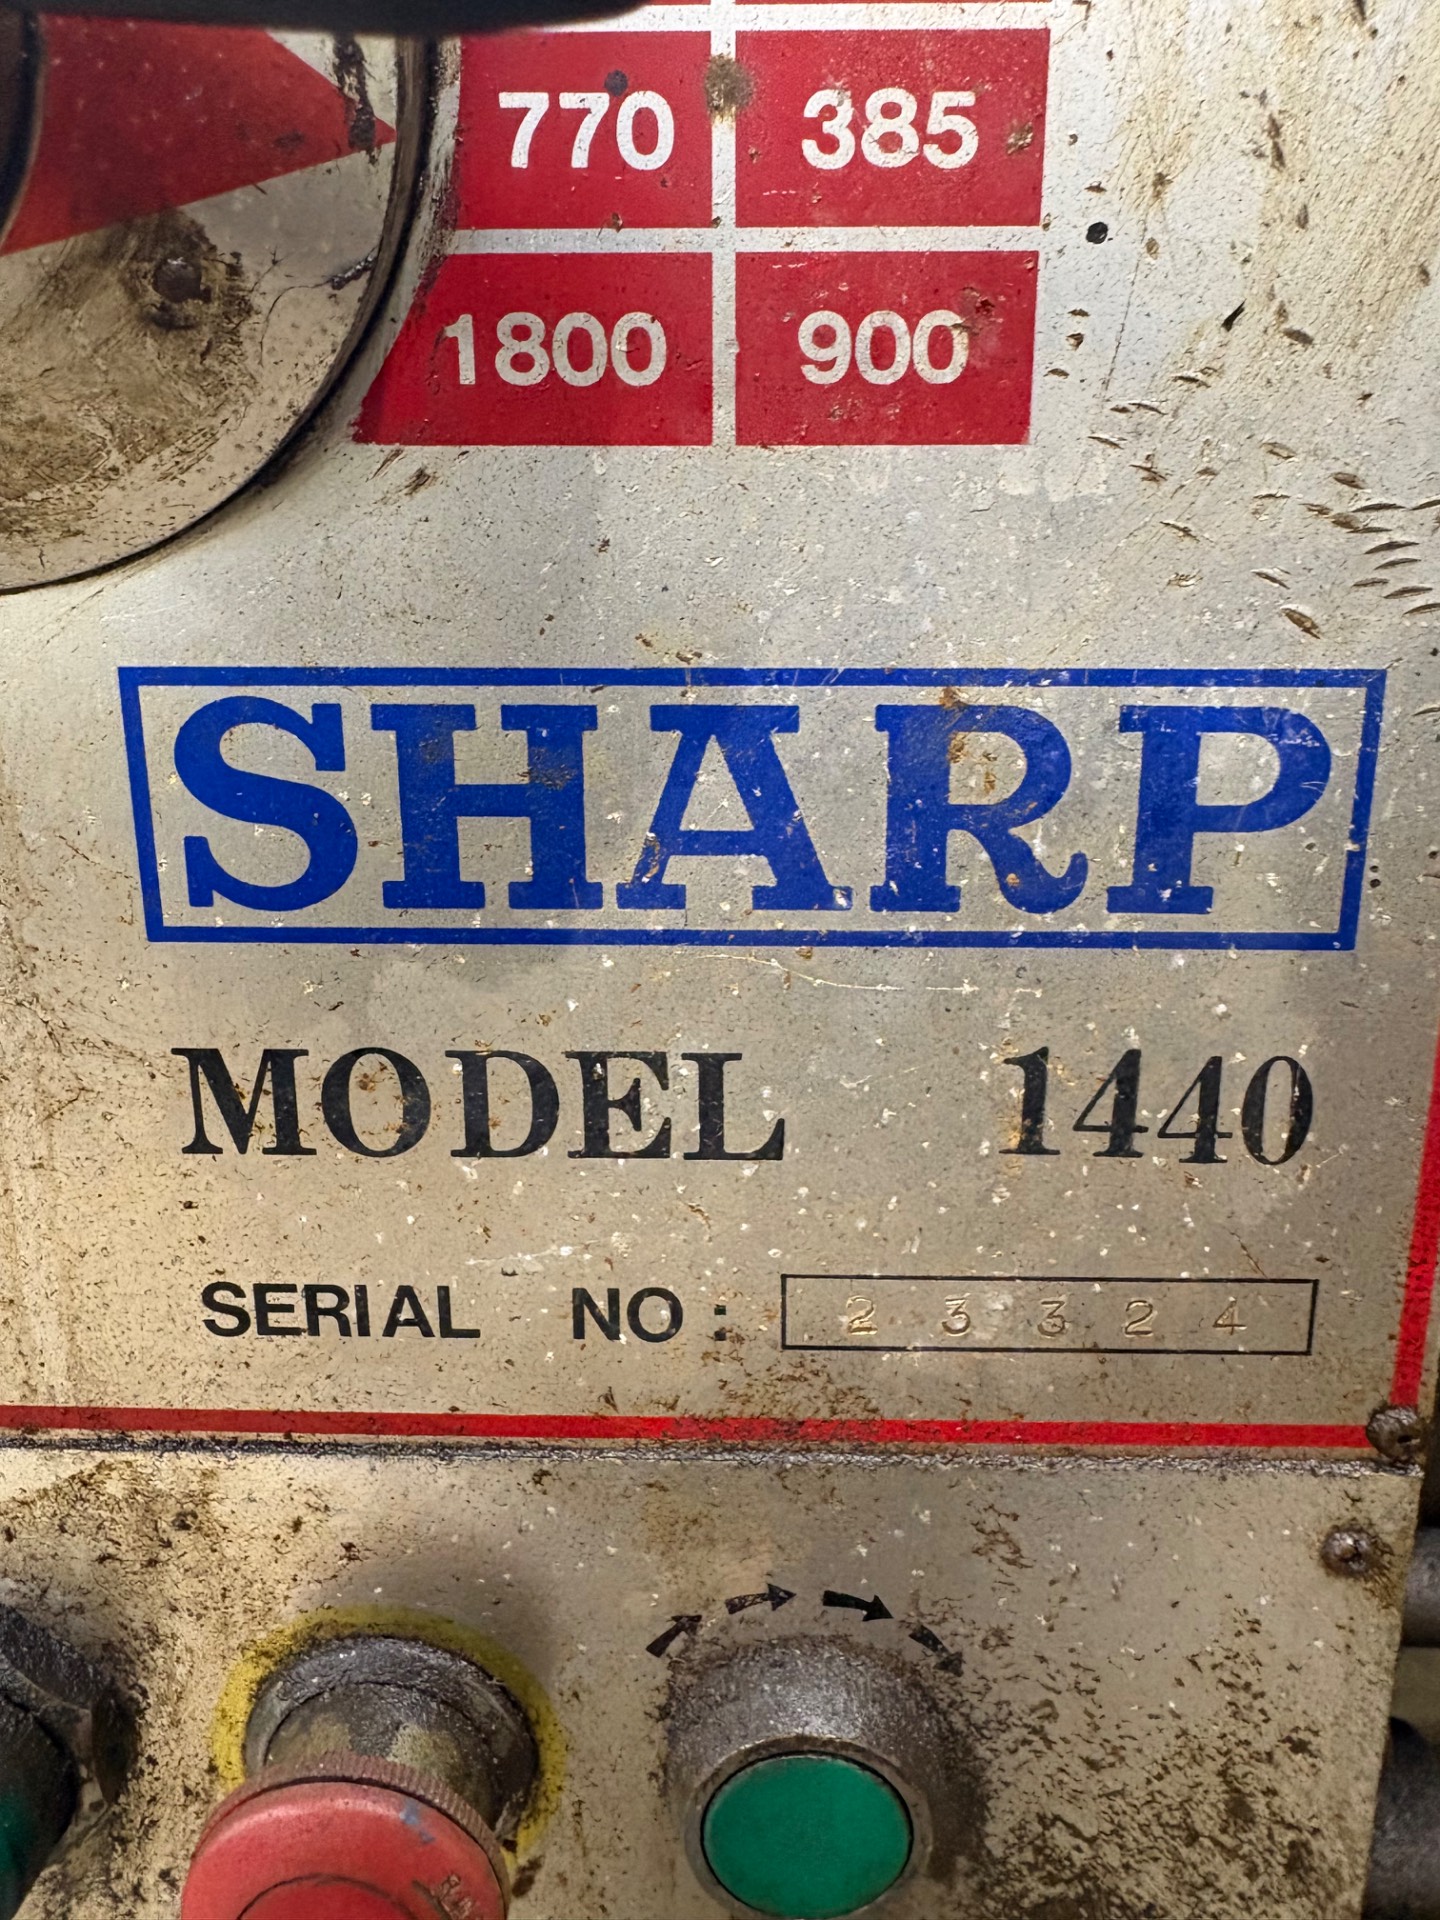 770 385
1800 900
SHARP
MODEL 1440
SERIAL NO: 23324